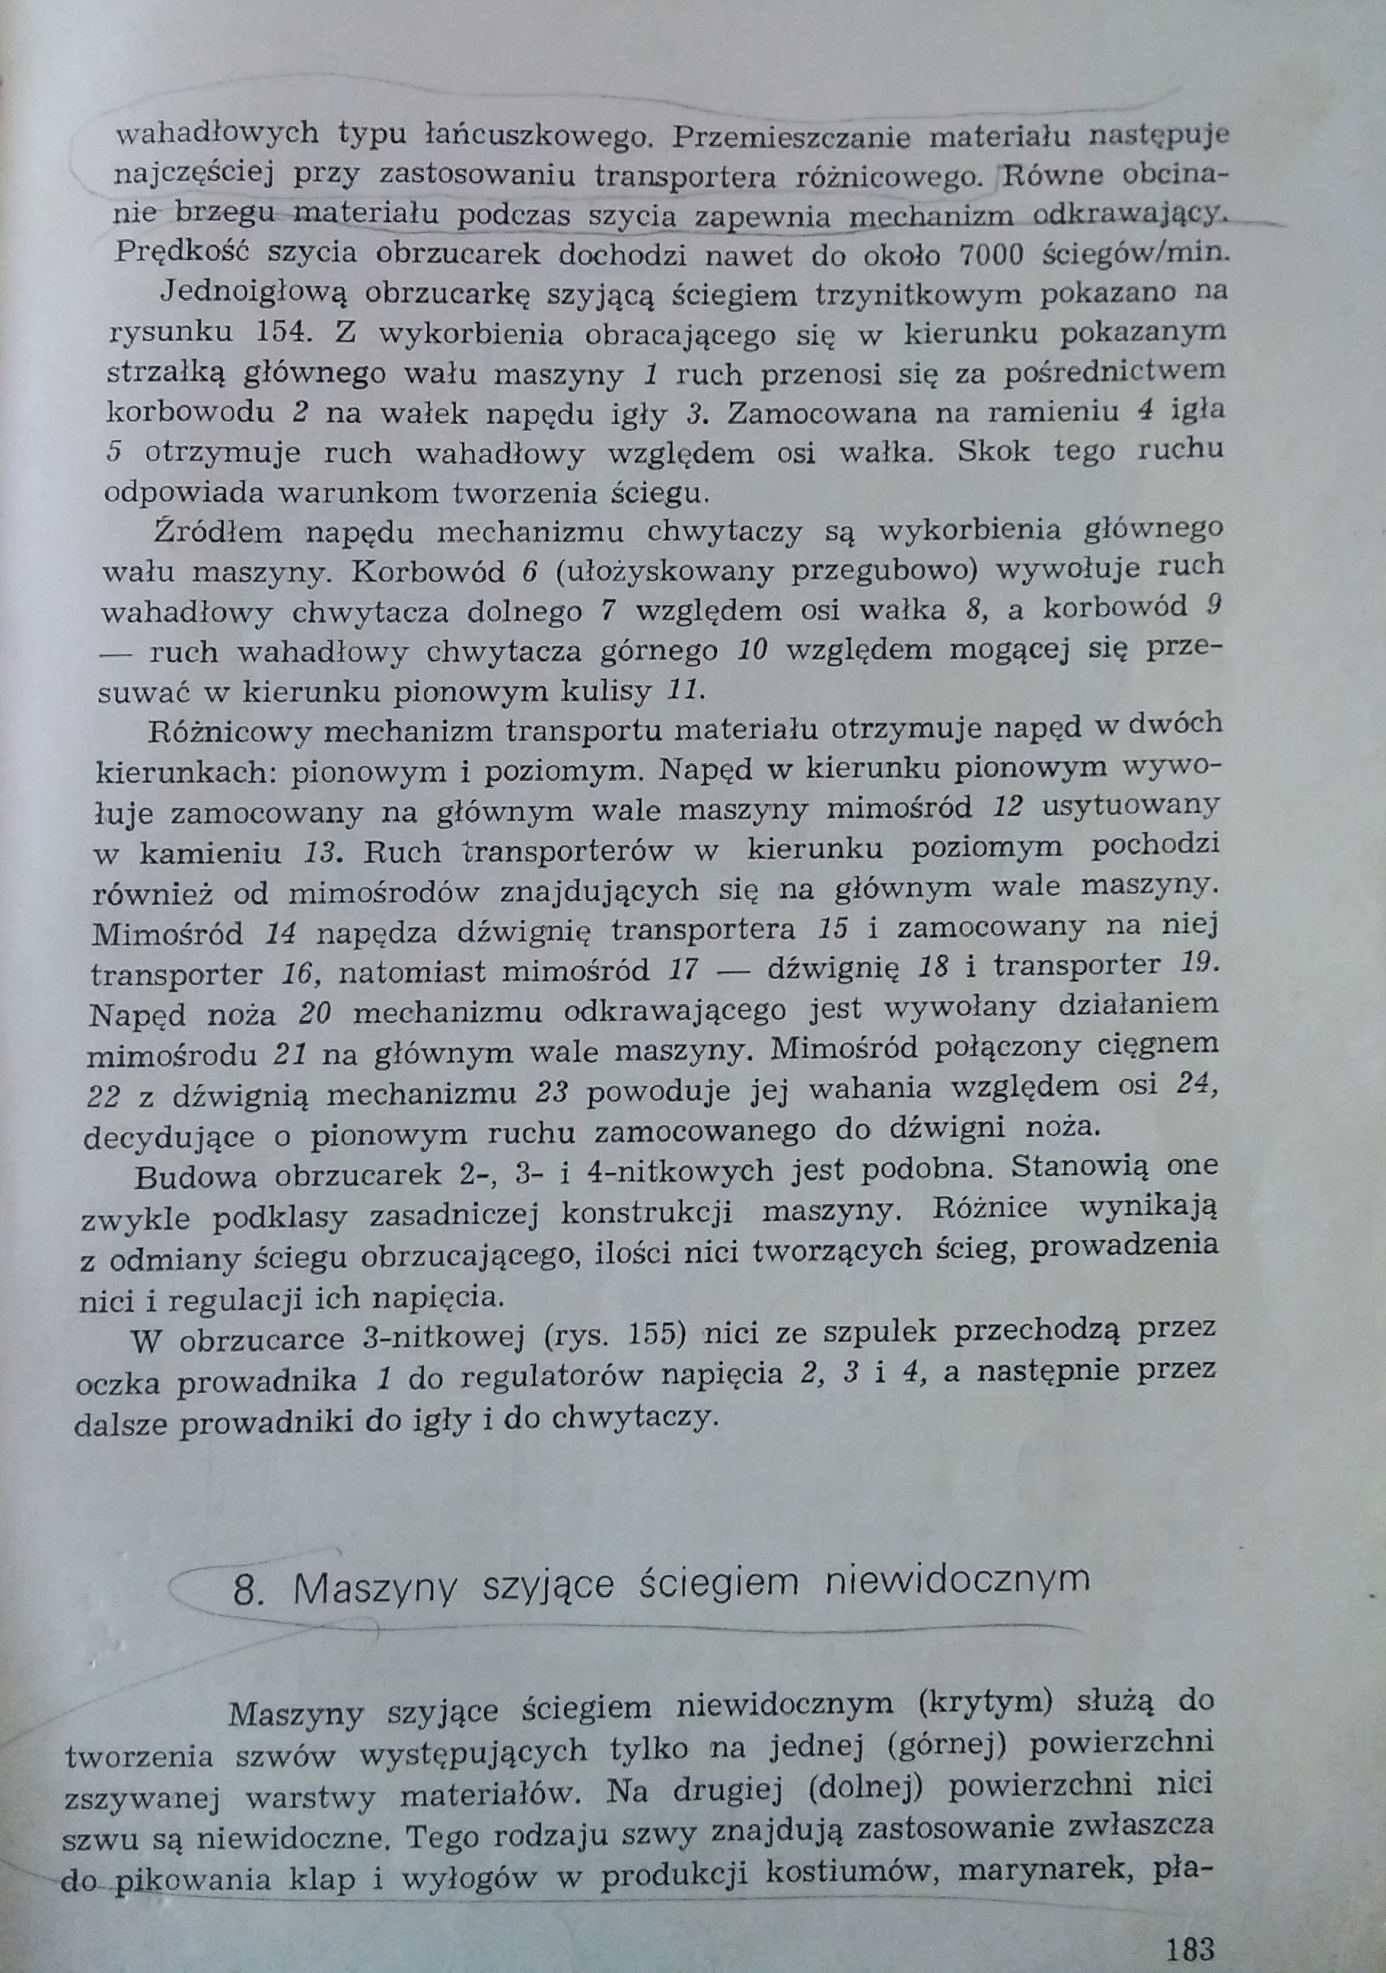 wahadłowych typu łańcuszkowego. Przemieszczanie materiału następuje
najczęściej przy zastosowaniu transportera różnicowego. Równe obcina-
nie brzegu materiału podczas szycia zapewnia mechanizm odkrawający.
Prędkość szycia obrzucarek dochodzi nawet do około 7000 ściegów/min.
Jednoigłową obrzucarkę szyjącą ściegiem trzynitkowym pokazano na
rysunku 154. Z wykorbienia obracającego się w kierunku pokazanym
strzałką głównego wału maszyny 1 ruch przenosi się za pośrednictwem
korbowodu 2 na wałek napędu igły 3. Zamocowana na ramieniu 4 igła
5 otrzymuje ruch wahadłowy względem osi wałka. Skok tego ruchu
odpowiada warunkom tworzenia ściegu.
Źródłem napędu mechanizmu chwytaczy są wykorbienia głównego
wału maszyny. Korbowód 6 (ułożyskowany przegubowo) wywołuje ruch
wahadłowy chwytacza dolnego 7 względem osi wałka 8, a korbowód 9
— ruch wahadłowy chwytacza górnego 10 względem mogącej się prze-
suwać w kierunku pionowym kulisy 11.
Różnicowy mechanizm transportu materiału otrzymuje napęd w dwóch
kierunkach: pionowym i poziomym. Napęd w kierunku pionowym wywo-
łuje zamocowany na głównym wale maszyny mimośród 12 usytuowany
w kamieniu 13. Ruch transporterów w kierunku poziomym pochodzi
również od mimośrodów znajdujących się na głównym wale maszyny.
Mimośród 14 napędza dźwignię transportera 15 i zamocowany na niej
transporter 16, natomiast mimośród 17 — dźwignię 18 i transporter 19.
Napęd noża 20 mechanizmu odkrawającego jest wywołany działaniem
mimośrodu 21 na głównym wale maszyny. Mimośród połączony cięgnem
22 z dźwignią mechanizmu 23 powoduje jej wahania względem osi 24,
decydujące o pionowym ruchu zamocowanego do dźwigni noża.
Budowa obrzucarek 2-, 3- i 4-nitkowych jest podobna. Stanowią one
zwykle podklasy zasadniczej konstrukcji maszyny. Różnice wynikają
z odmiany ściegu obrzucającego, ilości nici tworzących ścieg, prowadzenia
nici i regulacji ich napięcia.
W obrzucarce 3-nitkowej (rys. 155) nici ze szpulek przechodzą przez
oczka prowadnika 1 do regulatorów napięcia 2, 3 i 4, a następnie przez
dalsze prowadniki do igły i do chwytaczy.
8. Maszyny szyjące ściegiem niewidocznym
Maszyny szyjące ściegiem niewidocznym (krytym) służą do
tworzenia szwów występujących tylko na jednej (górnej) powierzchni
zszywanej warstwy materiałów. Na drugiej (dolnej) powierzchni nici
szwu są niewidoczne. Tego rodzaju szwy znajdują zastosowanie zwłaszcza
do pikowania klap i wyłogów w produkcji kostiumów, marynarek, pła-
183